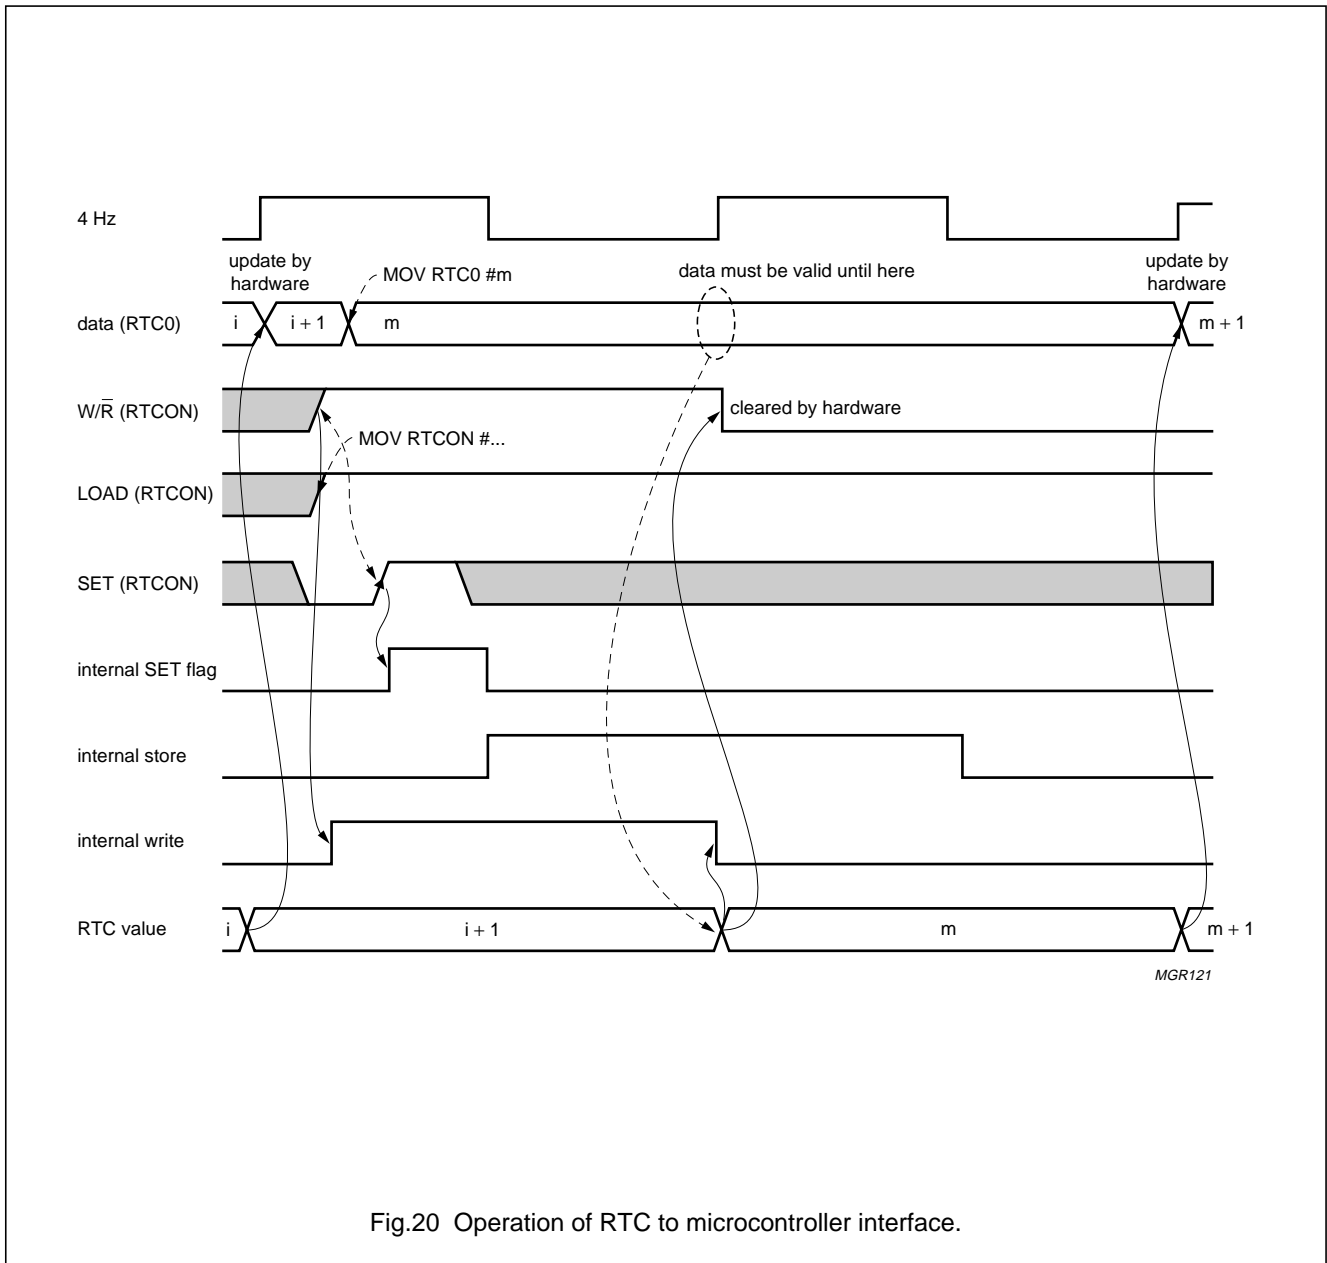 4 Hz
update by
hardware
MOV RTC0 #m
data must be valid until here
update by
hardware
data (RTC0)
i
i + 1
m
m + 1
W/R̅ (RTCON)
cleared by hardware
MOV RTCON #...
LOAD (RTCON)
SET (RTCON)
internal SET flag
internal store
internal write
RTC value
i
i + 1
m
m + 1
MGR121
Fig.20 Operation of RTC to microcontroller interface.